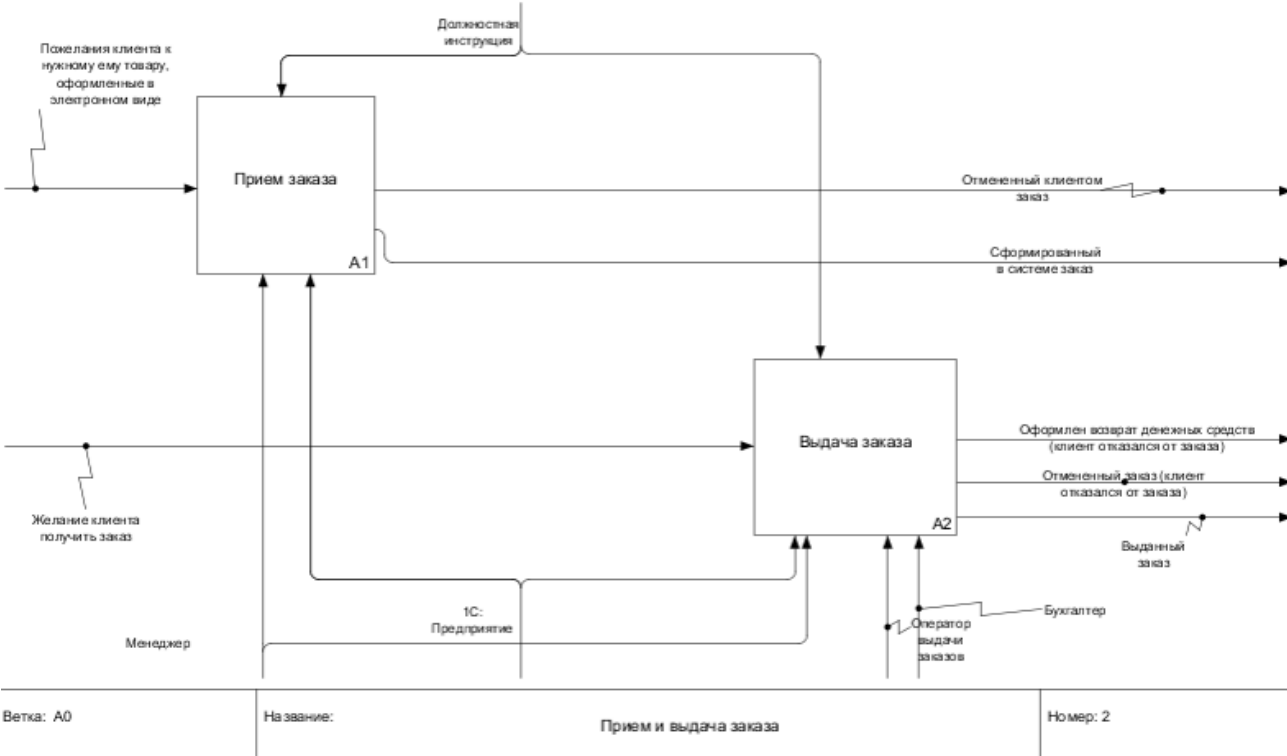 Должностная
инструкция
Пожелания клиента к
нужному ему товару,
оформленные в
электронном виде
Прием заказа
A1
Отмененный клиентом
заказ
Сформированный
в системе заказ
Выдача заказа
A2
Оформлен возврат денежных средств
(клиент отказался от заказа)
Отмененный заказ (клиент
отказался от заказа)
Выданный
заказ
Желание клиента
получить заказ
1С:
Предприятие
Менеджер
Бухгалтер
Оператор
выдачи
заказов
Ветка: A0
Название:
Прием и выдача заказа
Номер: 2